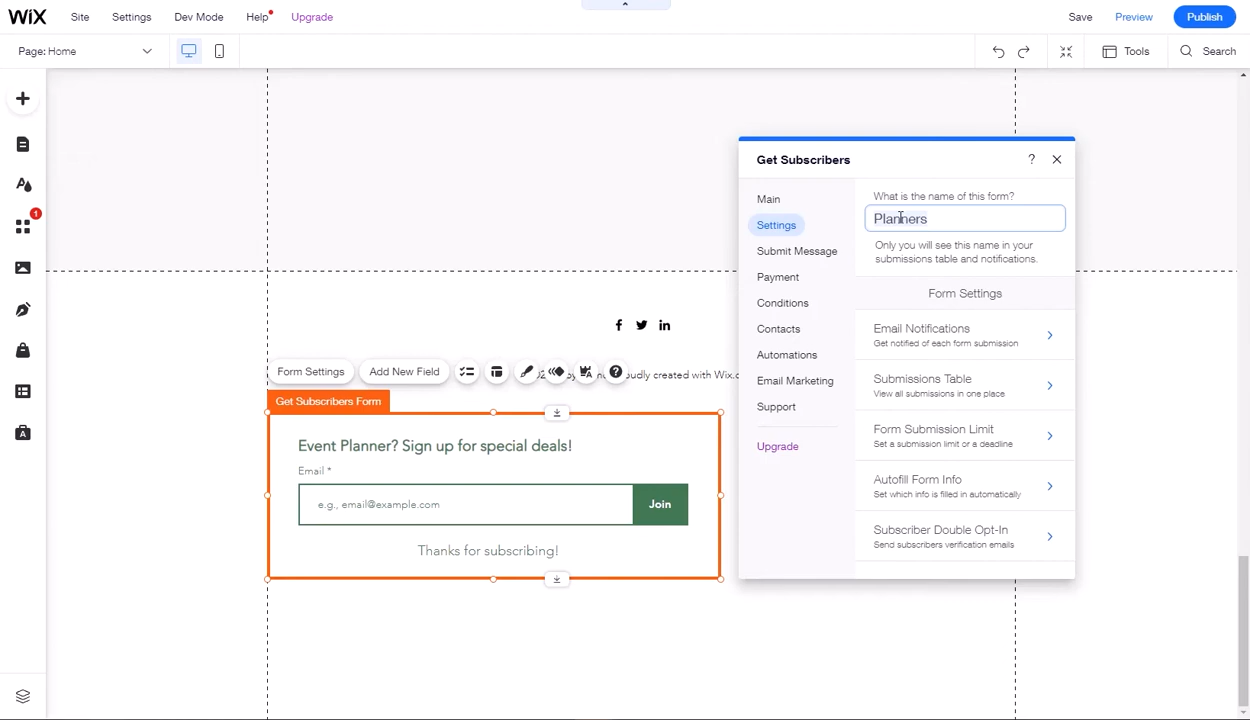 WiX Site Settings Dev Mode Help Upgrade Save Preview Publish
Page: Home Tools Search
1
Get Subscribers ?
Main
Settings
Submit Message
Payment
Conditions
Contacts
Automations
Email Marketing
Support
Upgrade
What is the name of this form?
Planners
Only you will see this name in your
submissions table and notifications.
Form Settings
Email Notifications
Get notified of each form submission
Submissions Table
View all submissions in one place
Form Submission Limit
Set a submission limit or a deadline
Autofill Form Info
Set which info is filled in automatically
Subscriber Double Opt-In
Send subscribers verification emails
Form Settings Add New Field ?
created with Wix.c
Get Subscribers Form
Event Planner? Sign up for special deals!
Email *
e.g., email@example.com Join
Thanks for subscribing!